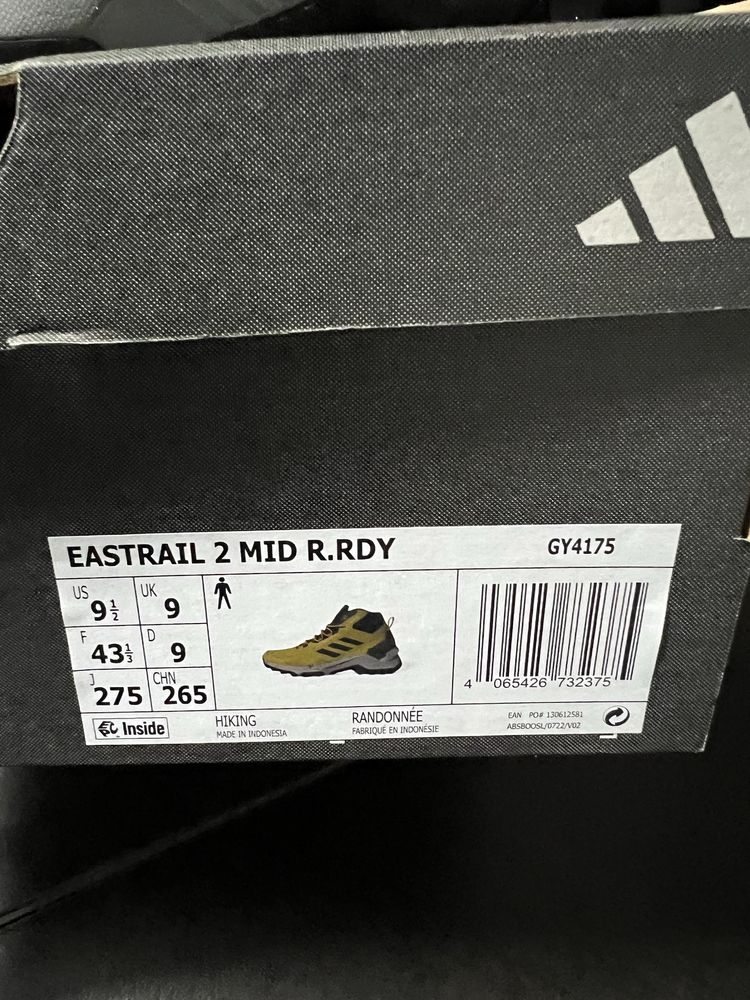 EASTRAIL 2 MID R.RDY GY4175
US 9½ UK 9
F 43⅓ D 9
J 275 CHN 265
Inside
HIKING RANDONNÉE
MADE IN INDONESIA FABRIQUÉ EN INDONÉSIE
4 065426 732375
EAN PO# 130612581
ABSBOOSL/0722/V02